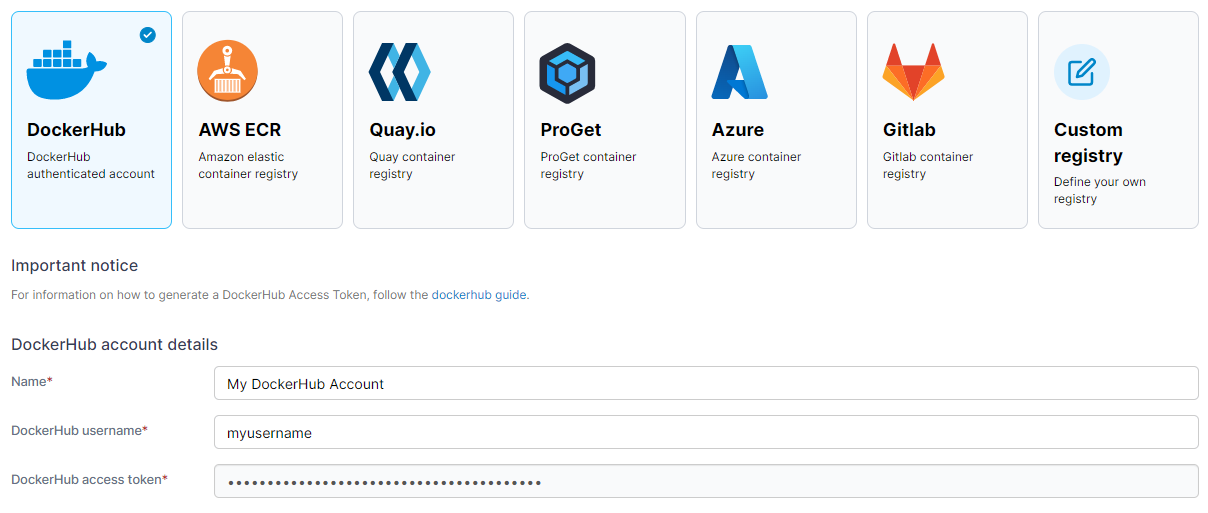 DockerHub
DockerHub
authenticated account
AWS ECR
Amazon elastic
container registry
Quay.io
Quay container
registry
ProGet
ProGet container
registry
Azure
Azure container
registry
Gitlab
Gitlab container
registry
Custom
registry
Define your own
registry
Important notice
For information on how to generate a DockerHub Access Token, follow the dockerhub guide.
DockerHub account details
Name*
My DockerHub Account
DockerHub username*
myusername
DockerHub access token*
••••••••••••••••••••••••••••••••••••••••